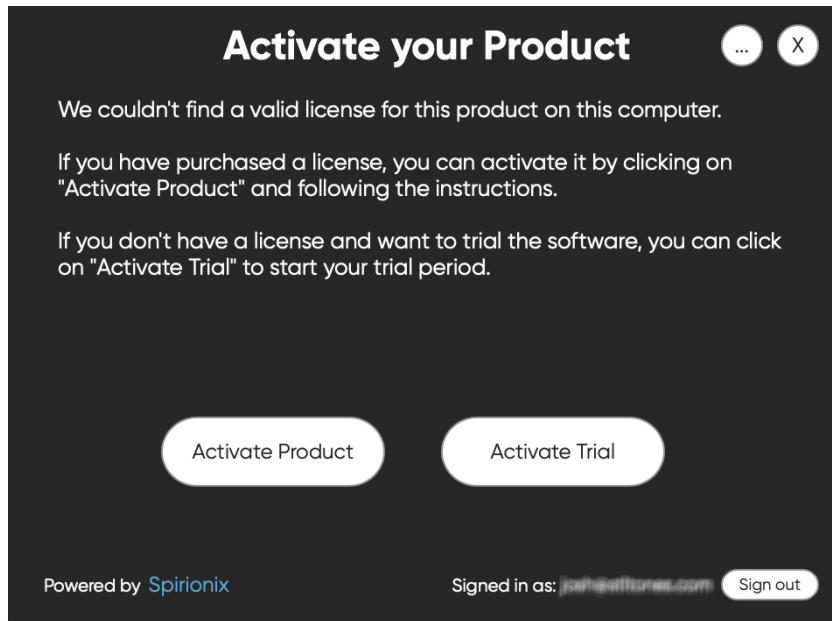 Activate your Product
...
X
We couldn't find a valid license for this product on this computer.
If you have purchased a license, you can activate it by clicking on
"Activate Product" and following the instructions.
If you don't have a license and want to trial the software, you can click
on "Activate Trial" to start your trial period.
Activate Product
Activate Trial
Powered by Spirionix
Signed in as:
Sign out